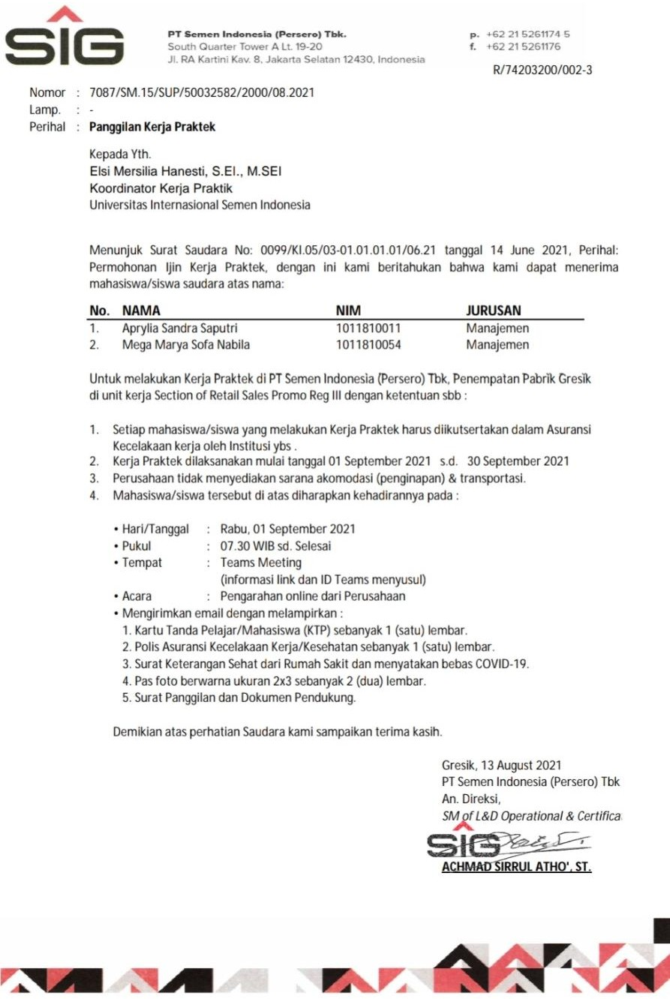 SIG
PT Semen Indonesia (Persero) Tbk.
South Quarter Tower A Lt. 19-20
Jl. RA Kartini Kav. 8, Jakarta Selatan 12430, Indonesia
p. +62 21 5261174 5
f. +62 21 5261176
R/74203200/002-3
Nomor : 7087/SM.15/SUP/50032582/2000/08.2021
Lamp. : -
Perihal : Panggilan Kerja Praktek
Kepada Yth.
Elsi Mersilia Hanesti, S.EI., M.SEI
Koordinator Kerja Praktik
Universitas Internasional Semen Indonesia
Menunjuk Surat Saudara No: 0099/KI.05/03-01.01.01.01/06.21 tanggal 14 June 2021, Perihal:
Permohonan Ijin Kerja Praktek, dengan ini kami beritahukan bahwa kami dapat menerima
mahasiswa/siswa saudara atas nama:
No. NAMA NIM JURUSAN
1. Aprylia Sandra Saputri 1011810011 Manajemen
2. Mega Marya Sofa Nabila 1011810054 Manajemen
Untuk melakukan Kerja Praktek di PT Semen Indonesia (Persero) Tbk, Penempatan Pabrik Gresik
di unit kerja Section of Retail Sales Promo Reg III dengan ketentuan sbb :
1. Setiap mahasiswa/siswa yang melakukan Kerja Praktek harus diikutsertakan dalam Asuransi
Kecelakaan kerja oleh Institusi ybs .
2. Kerja Praktek dilaksanakan mulai tanggal 01 September 2021 s.d. 30 September 2021
3. Perusahaan tidak menyediakan sarana akomodasi (penginapan) & transportasi.
4. Mahasiswa/siswa tersebut di atas diharapkan kehadirannya pada :
• Hari/Tanggal : Rabu, 01 September 2021
• Pukul : 07.30 WIB sd. Selesai
• Tempat : Teams Meeting
(informasi link dan ID Teams menyusul)
• Acara : Pengarahan online dari Perusahaan
• Mengirimkan email dengan melampirkan :
1. Kartu Tanda Pelajar/Mahasiswa (KTP) sebanyak 1 (satu) lembar.
2. Polis Asuransi Kecelakaan Kerja/Kesehatan sebanyak 1 (satu) lembar.
3. Surat Keterangan Sehat dari Rumah Sakit dan menyatakan bebas COVID-19.
4. Pas foto berwarna ukuran 2x3 sebanyak 2 (dua) lembar.
5. Surat Panggilan dan Dokumen Pendukung.
Demikian atas perhatian Saudara kami sampaikan terima kasih.
Gresik, 13 August 2021
PT Semen Indonesia (Persero) Tbk
An. Direksi,
SM of L&D Operational & Certifica
SIG
ACHMAD SIRRUL ATHO', ST.